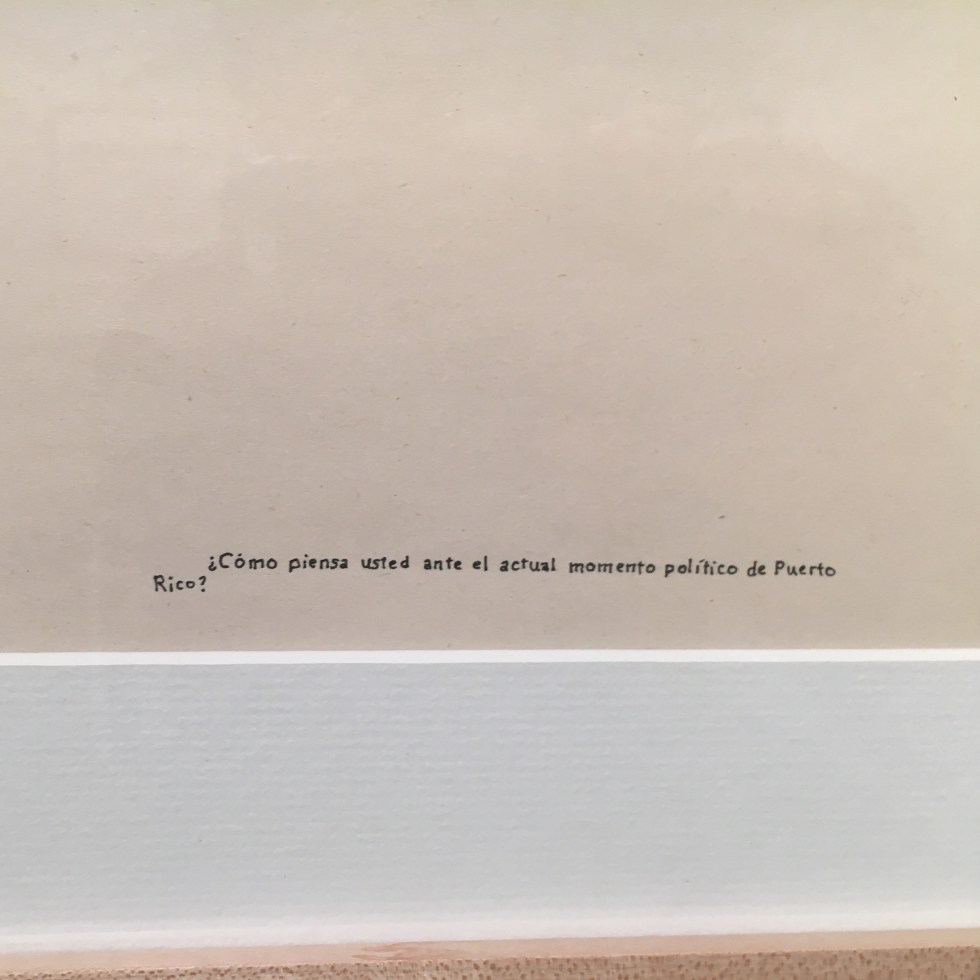 ¿Cómo piensa usted ante el actual momento político de Puerto
Rico?